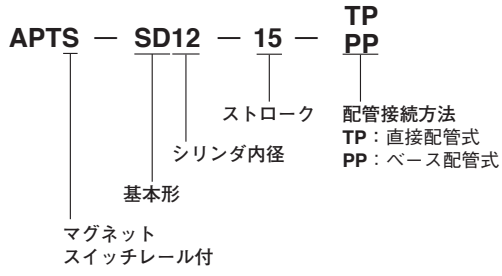 TP
APTS － SD12 － 15 － PP
ストローク
配管接続方法
TP：直接配管式
シリンダ内径
PP：ベース配管式
基本形
マグネット
スイッチレール付